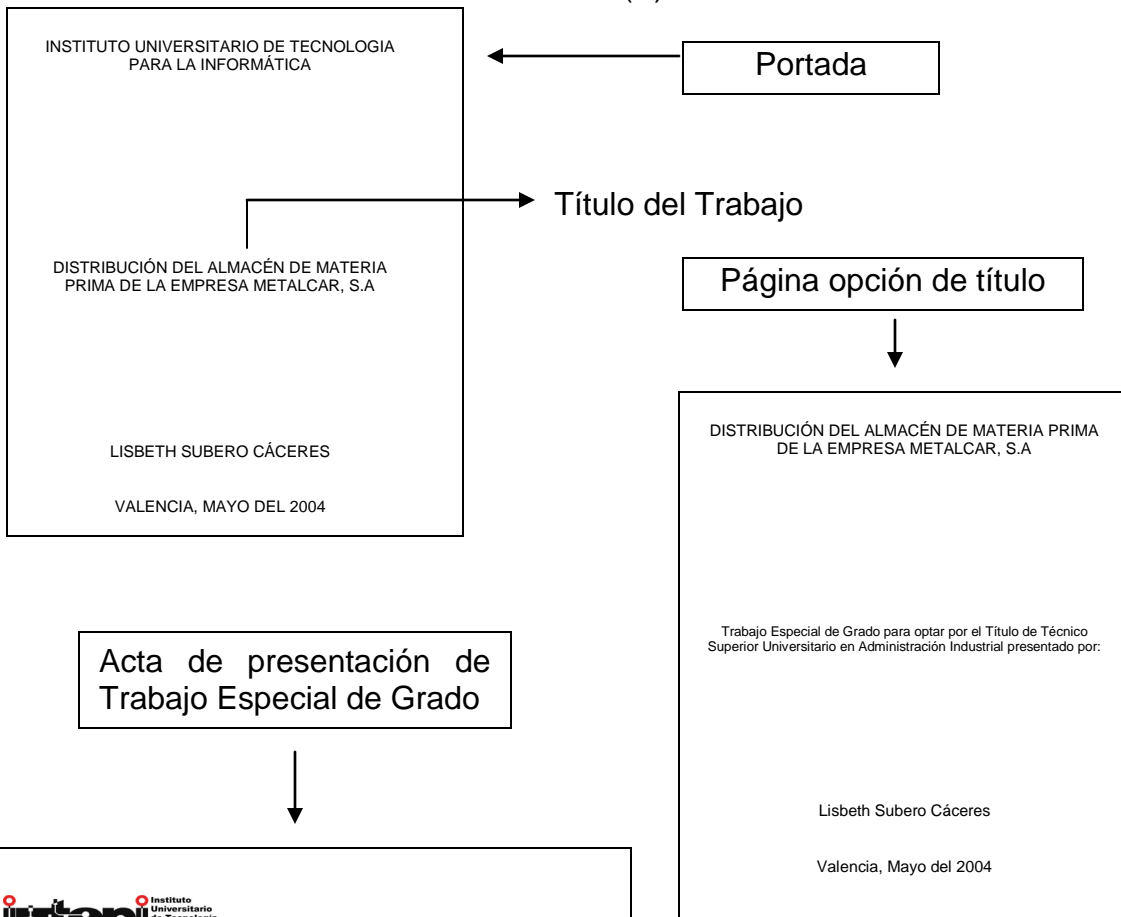 INSTITUTO UNIVERSITARIO DE TECNOLOGIA
PARA LA INFORMÁTICA
Portada
Título del Trabajo
DISTRIBUCIÓN DEL ALMACÉN DE MATERIA
PRIMA DE LA EMPRESA METALCAR, S.A
Página opción de título
LISBETH SUBERO CÁCERES
VALENCIA, MAYO DEL 2004
DISTRIBUCIÓN DEL ALMACÉN DE MATERIA PRIMA
DE LA EMPRESA METALCAR, S.A
Trabajo Especial de Grado para optar por el Título de Técnico
Superior Universitario en Administración Industrial presentado por:
Acta de presentación de
Trabajo Especial de Grado
Lisbeth Subero Cáceres
Valencia, Mayo del 2004
Instituto
Universitario
de Tecnología